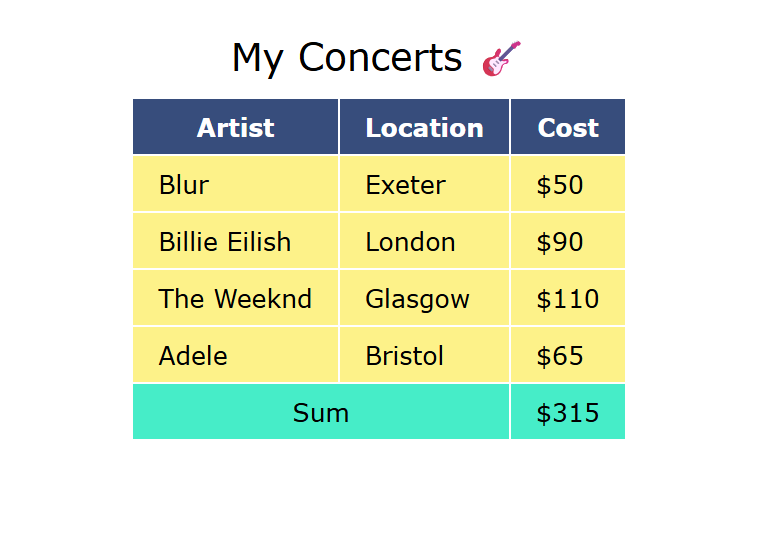 My Concerts 🎸
Artist Location Cost
Blur Exeter $50
Billie Eilish London $90
The Weeknd Glasgow $110
Adele Bristol $65
Sum $315